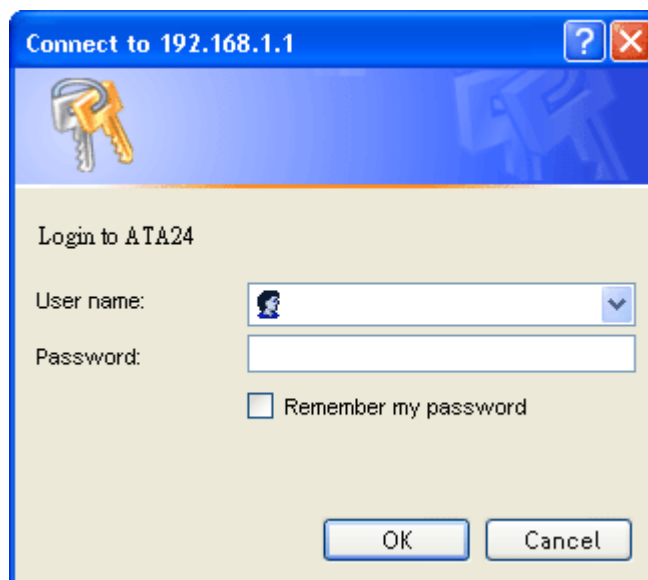 Connect to 192.168.1.1
?
Login to ATA24
User name:
Password:
Remember my password
OK
Cancel